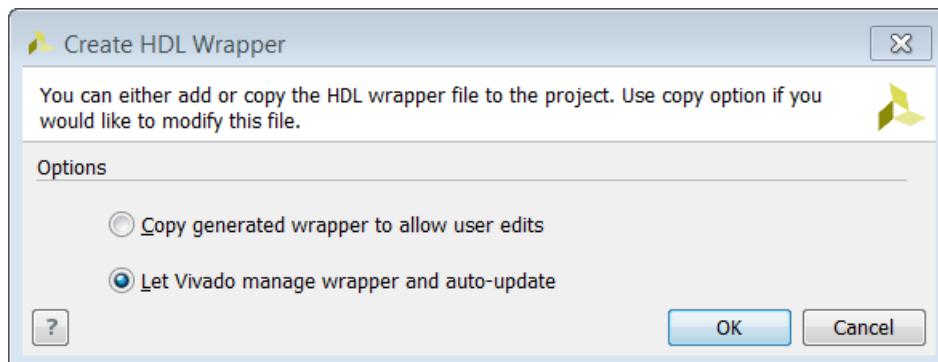 Create HDL Wrapper
You can either add or copy the HDL wrapper file to the project. Use copy option if you
would like to modify this file.
Options
Copy generated wrapper to allow user edits
Let Vivado manage wrapper and auto-update
?
OK
Cancel